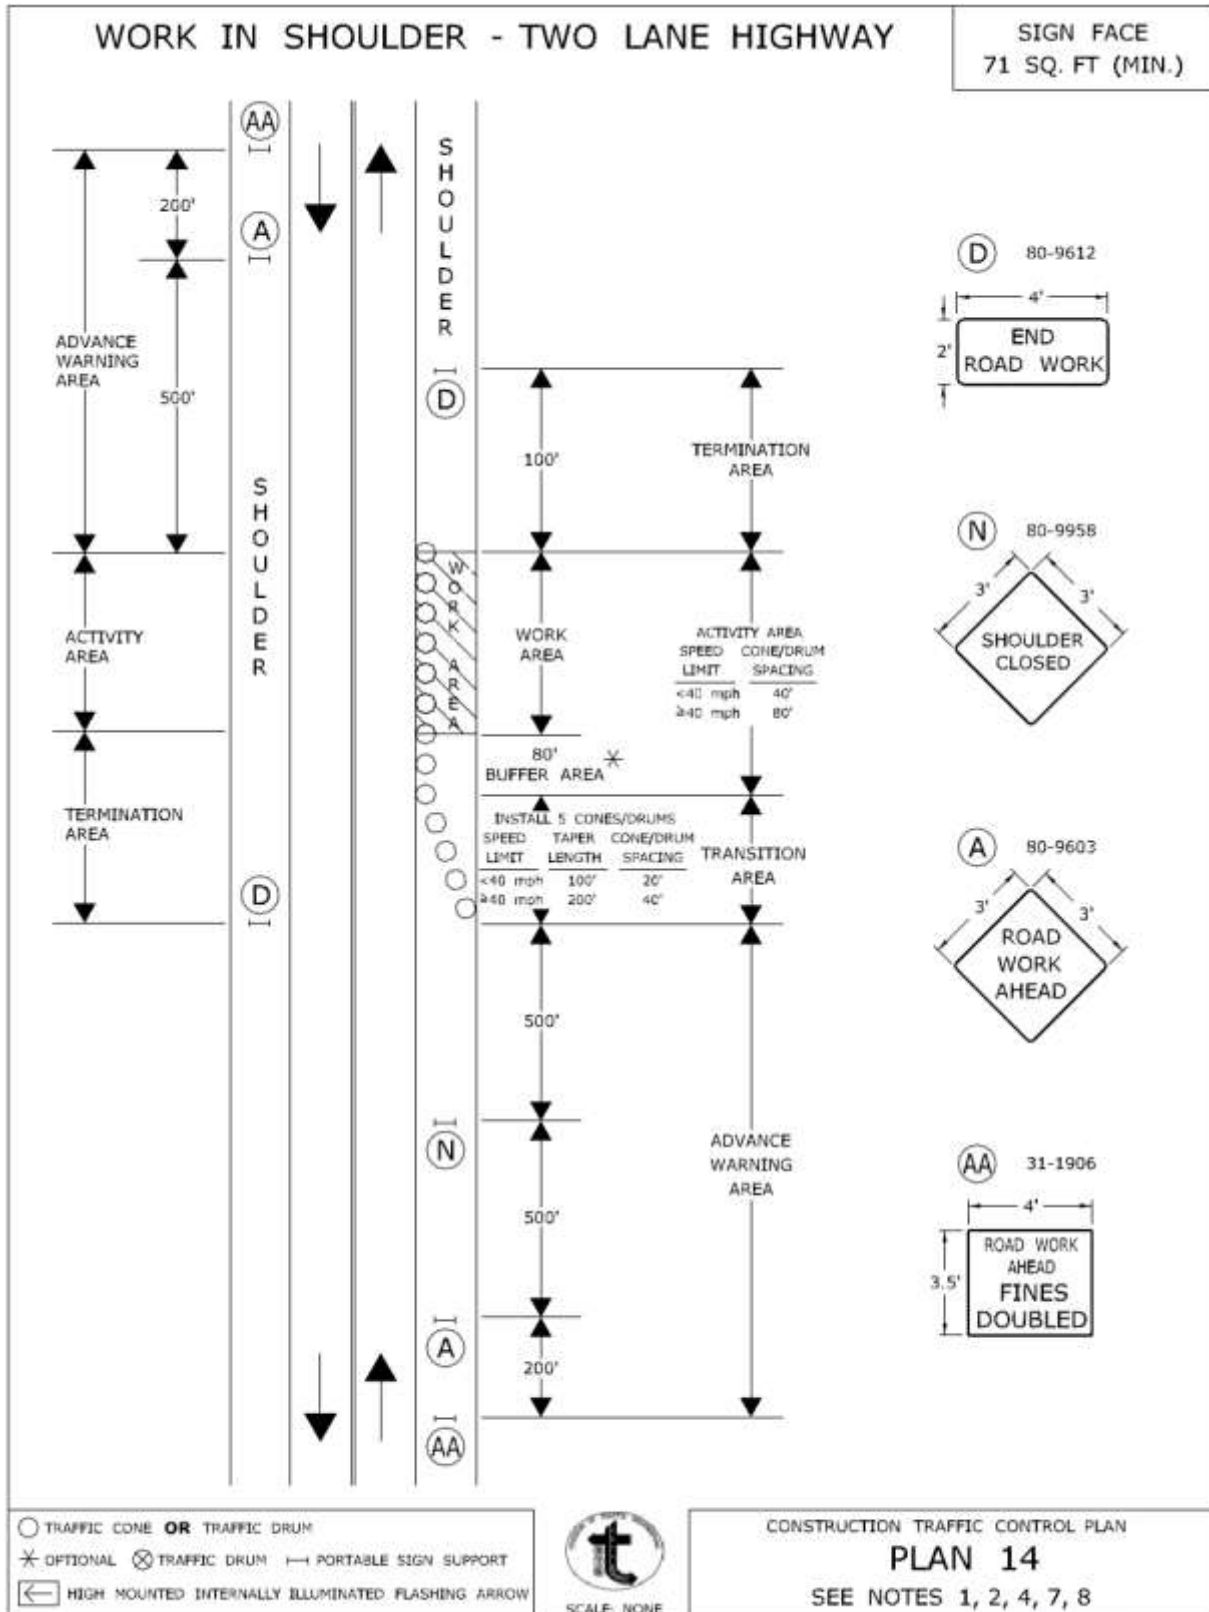 WORK IN SHOULDER - TWO LANE HIGHWAY
SIGN FACE
71 SQ. FT (MIN.)
AA
200'
A
ADVANCE
WARNING
AREA
500'
SHOULDER
ACTIVITY
AREA
TERMINATION
AREA
D
SHOULDER
D
100'
TERMINATION
AREA
WORK AREA
WORK
AREA
ACTIVITY AREA
SPEED CONE/DRUM
LIMIT SPACING
<40 mph 40'
≥40 mph 80'
80'
BUFFER AREA *
INSTALL 5 CONES/DRUMS
SPEED TAPER CONE/DRUM
LIMIT LENGTH SPACING
<40 mph 100' 20'
≥40 mph 200' 40'
TRANSITION
AREA
500'
N
500'
ADVANCE
WARNING
AREA
A
200'
AA
D 80-9612
4'
2'
END
ROAD WORK
N 80-9958
3' 3'
SHOULDER
CLOSED
A 80-9603
3' 3'
ROAD
WORK
AHEAD
AA 31-1906
4'
3.5'
ROAD WORK
AHEAD
FINES
DOUBLED
TRAFFIC CONE OR TRAFFIC DRUM
* OPTIONAL TRAFFIC DRUM PORTABLE SIGN SUPPORT
HIGH MOUNTED INTERNALLY ILLUMINATED FLASHING ARROW
t
SCALE: NONE
CONSTRUCTION TRAFFIC CONTROL PLAN
PLAN 14
SEE NOTES 1, 2, 4, 7, 8